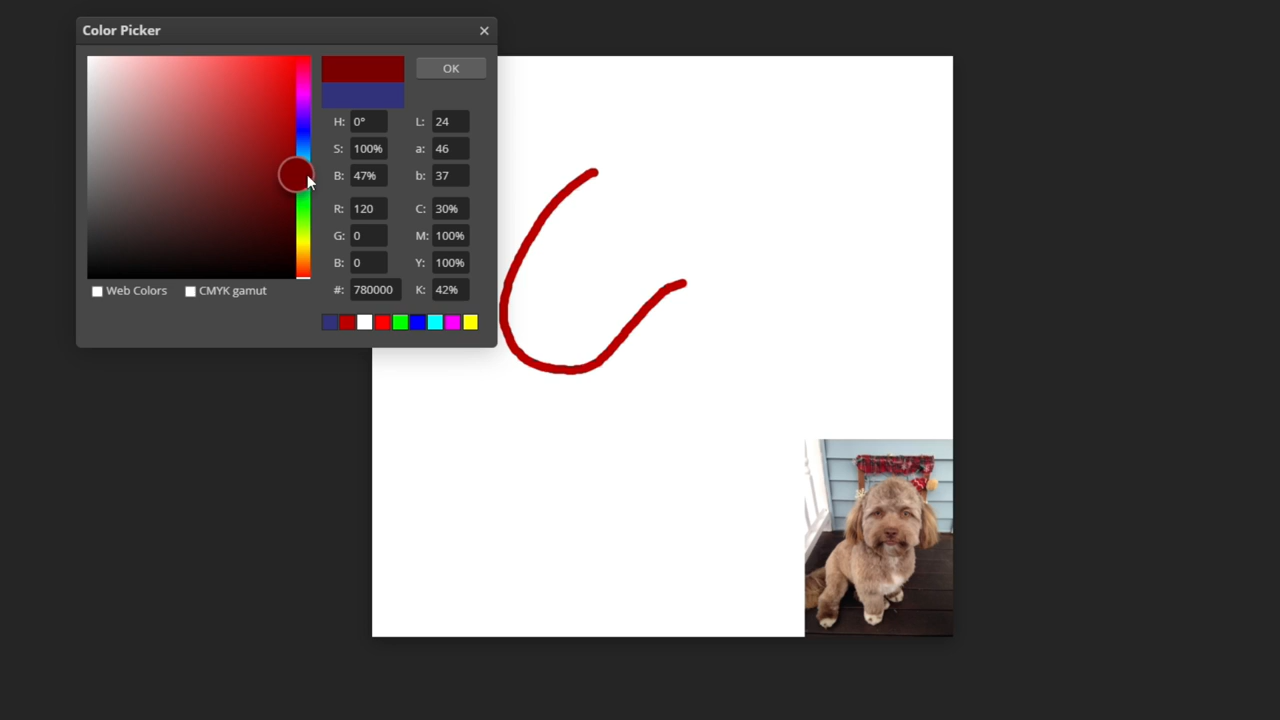 Color Picker
OK
H: 0° L: 24
S: 100% a: 46
B: 47% b: 37
R: 120 C: 30%
G: 0 M: 100%
B: 0 Y: 100%
#: 780000 K: 42%
Web Colors CMYK gamut